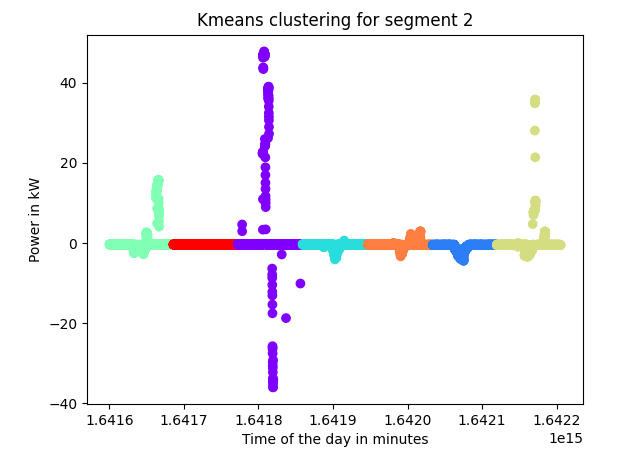 Kmeans clustering for segment 2
Power in kW
40
20
0
−20
−40
1.6416 1.6417 1.6418 1.6419 1.6420 1.6421 1.6422
1e15
Time of the day in minutes